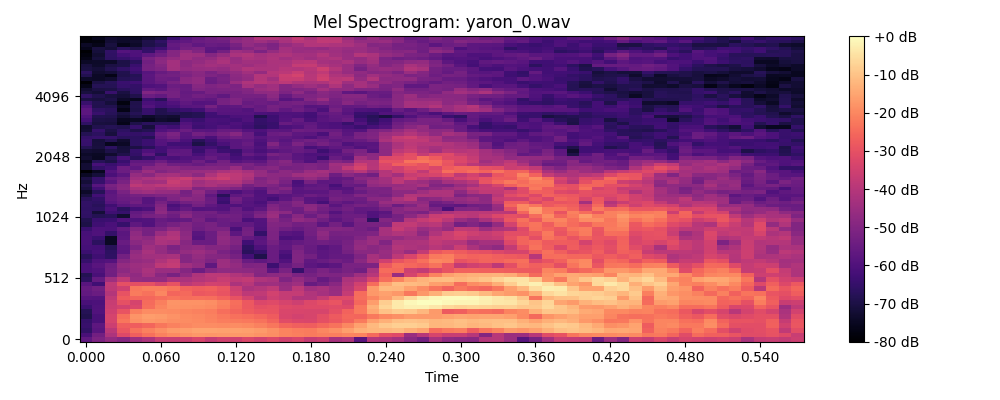 Mel Spectrogram: yaron_0.wav
Hz
4096
2048
1024
512
0
0.000 0.060 0.120 0.180 0.240 0.300 0.360 0.420 0.480 0.540
Time
+0 dB
-10 dB
-20 dB
-30 dB
-40 dB
-50 dB
-60 dB
-70 dB
-80 dB